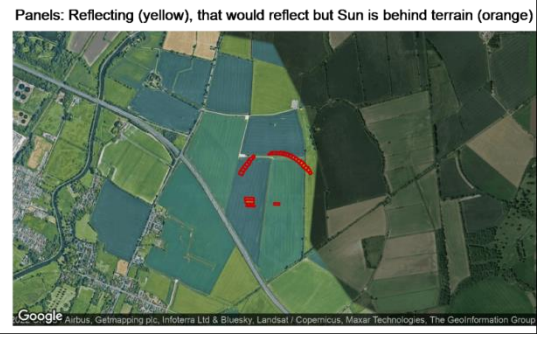 Panels: Reflecting (yellow), that would reflect but Sun is behind terrain (orange)
Google
Airbus, Getmapping plc, Infoterra Ltd & Bluesky, Landsat / Copernicus, Maxar Technologies, The GeoInformation Group